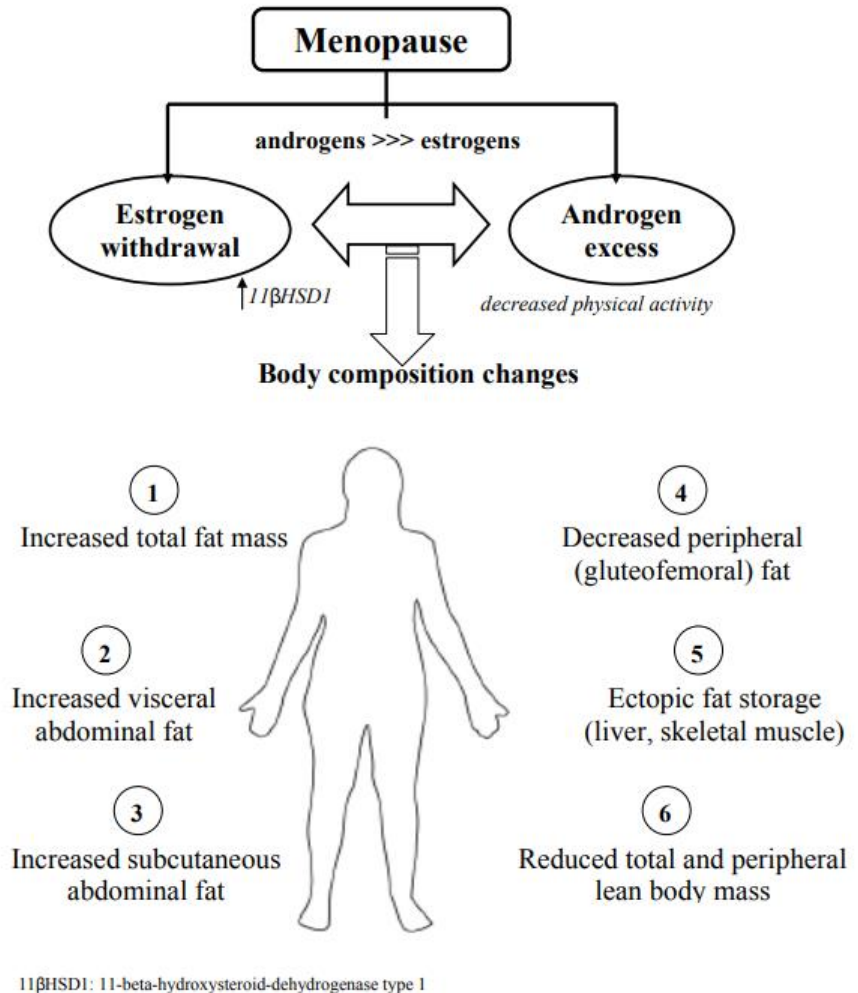 Menopause
androgens >>> estrogens
Estrogen
withdrawal
Androgen
excess
↑11βHSD1
decreased physical activity
Body composition changes
1
Increased total fat mass
2
Increased visceral
abdominal fat
3
Increased subcutaneous
abdominal fat
4
Decreased peripheral
(gluteofemoral) fat
5
Ectopic fat storage
(liver, skeletal muscle)
6
Reduced total and peripheral
lean body mass
11βHSD1: 11-beta-hydroxysteroid-dehydrogenase type 1